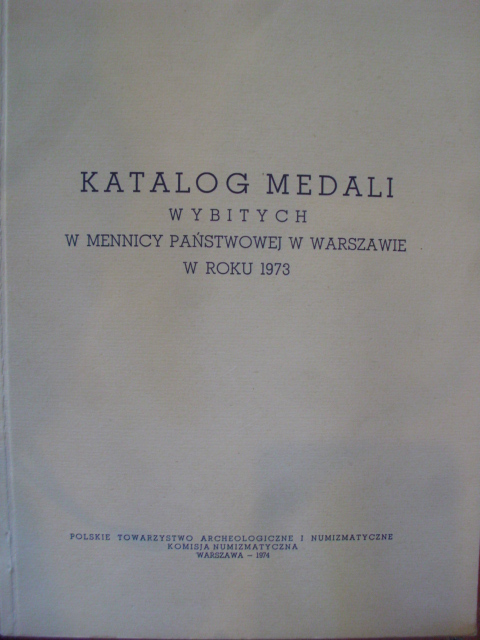 KATALOG MEDALI
WYBITYCH
W MENNICY PAŃSTWOWEJ W WARSZAWIE
W ROKU 1973
POLSKIE TOWARZYSTWO ARCHEOLOGICZNE I NUMIZMATYCZNE
KOMISJA NUMIZMATYCZNA
WARSZAWA – 1974